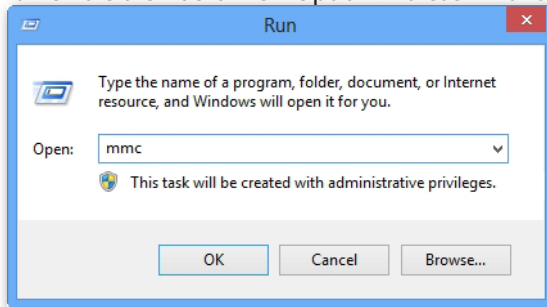 Run
Type the name of a program, folder, document, or Internet
resource, and Windows will open it for you.
Open: mmc
This task will be created with administrative privileges.
OK Cancel Browse...